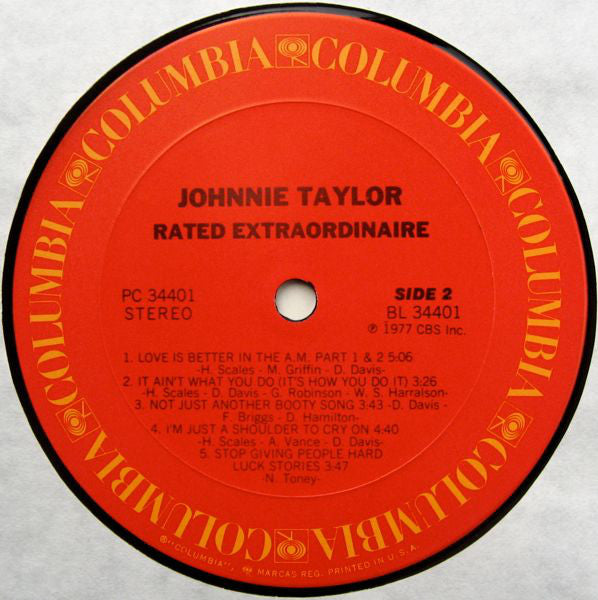 COLUMBIA COLUMBIA COLUMBIA COLUMBIA COLUMBIA COLUMBIA
JOHNNIE TAYLOR
RATED EXTRAORDINAIRE
PC 34401
STEREO
SIDE 2
BL 34401
℗ 1977 CBS Inc.
1. LOVE IS BETTER IN THE A.M. PART 1 & 2 5:06
-H. Scales - M. Griffin - D. Davis-
2. IT AIN'T WHAT YOU DO (IT'S HOW YOU DO IT) 3:26
-H. Scales - D. Davis - G. Robinson - W. S. Harralson-
3. NOT JUST ANOTHER BOOTY SONG 3:43 -D. Davis -
F. Briggs - D. Hamilton-
4. I'M JUST A SHOULDER TO CRY ON 4:40
-H. Scales - A. Vance - D. Davis-
5. STOP GIVING PEOPLE HARD
LUCK STORIES 3:47
-N. Toney-
®"COLUMBIA", MARCAS REG. PRINTED IN U.S.A.